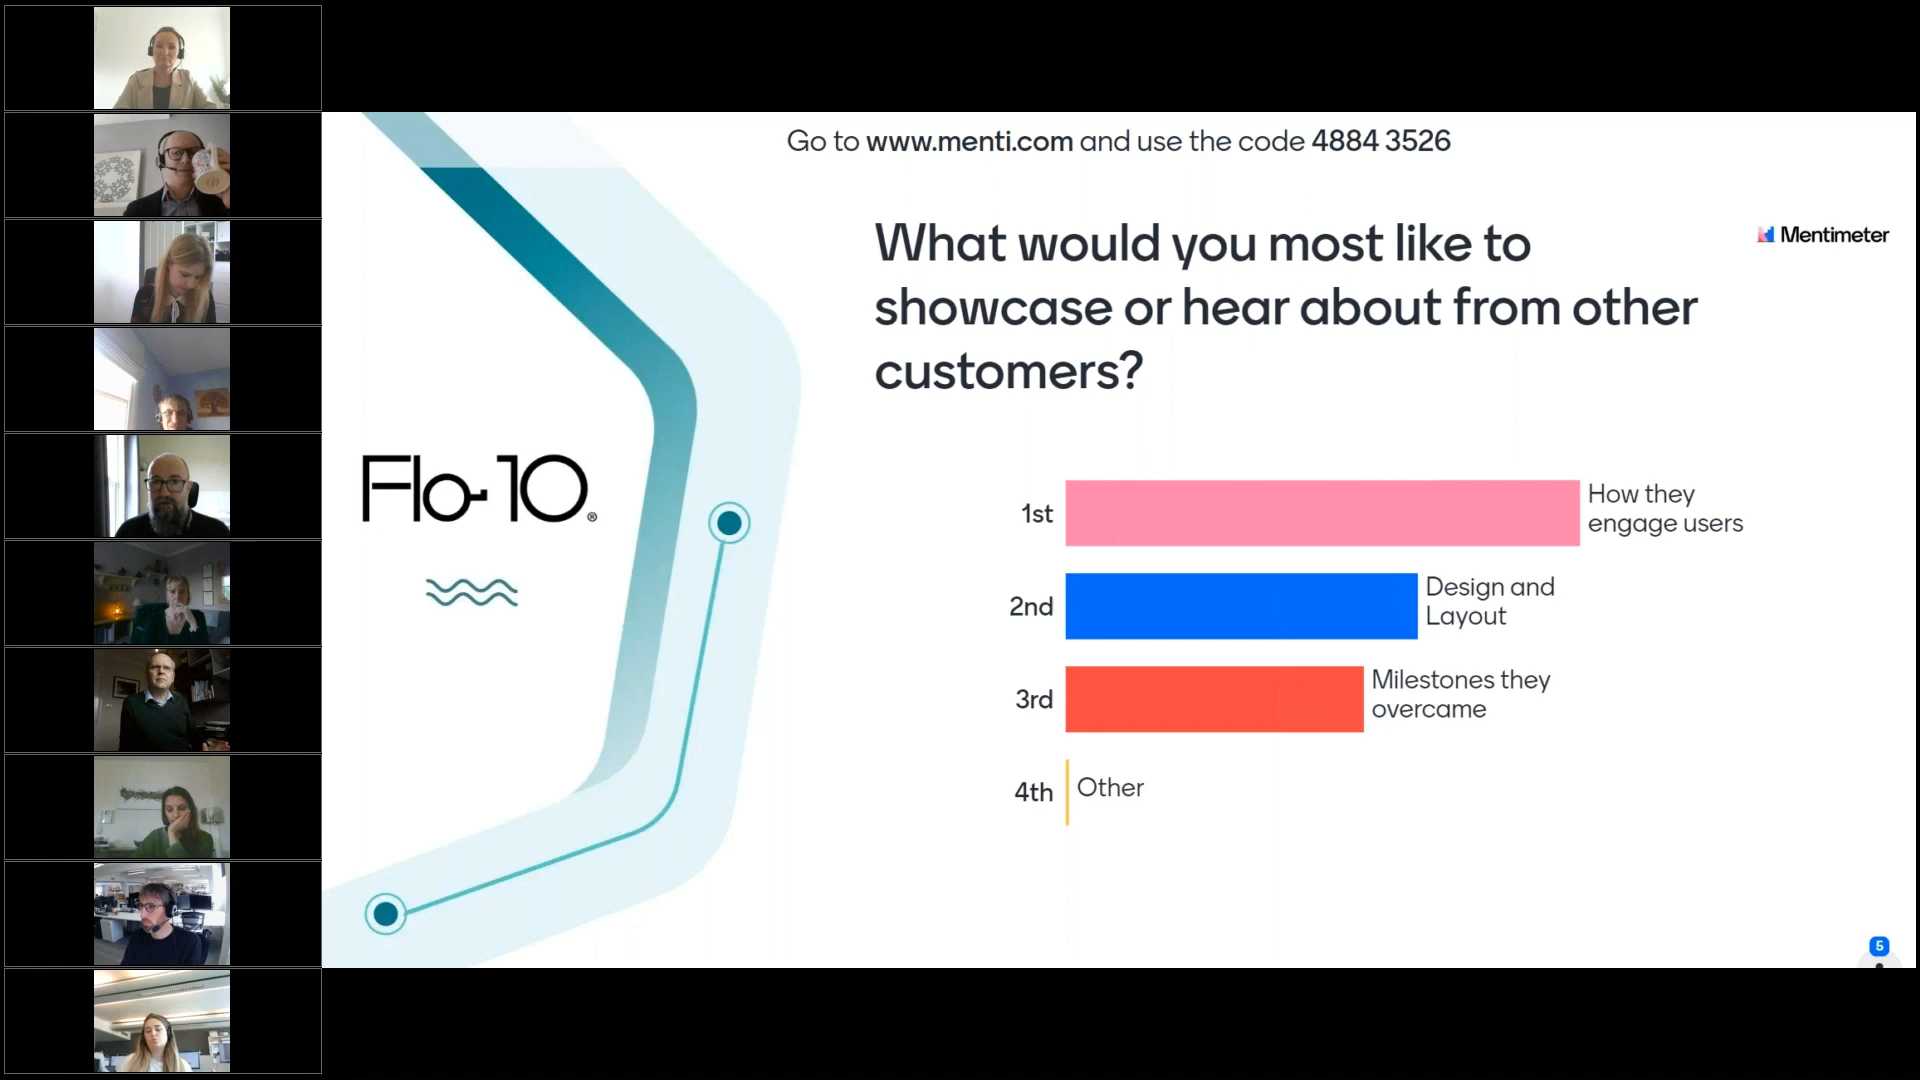 Go to www.menti.com and use the code 4884 3526
Mentimeter
What would you most like to
showcase or hear about from other
customers?
Flo-10®
1st
How they
engage users
2nd
Design and
Layout
3rd
Milestones they
overcame
4th
Other
5